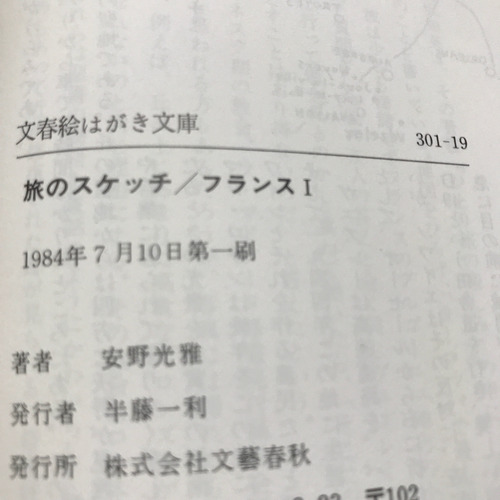 文春絵はがき文庫 301-19
旅のスケッチ/フランスⅠ
1984年7月10日第一刷
著者 安野光雅
発行者 半藤一利
発行所 株式会社文藝春秋
〒102